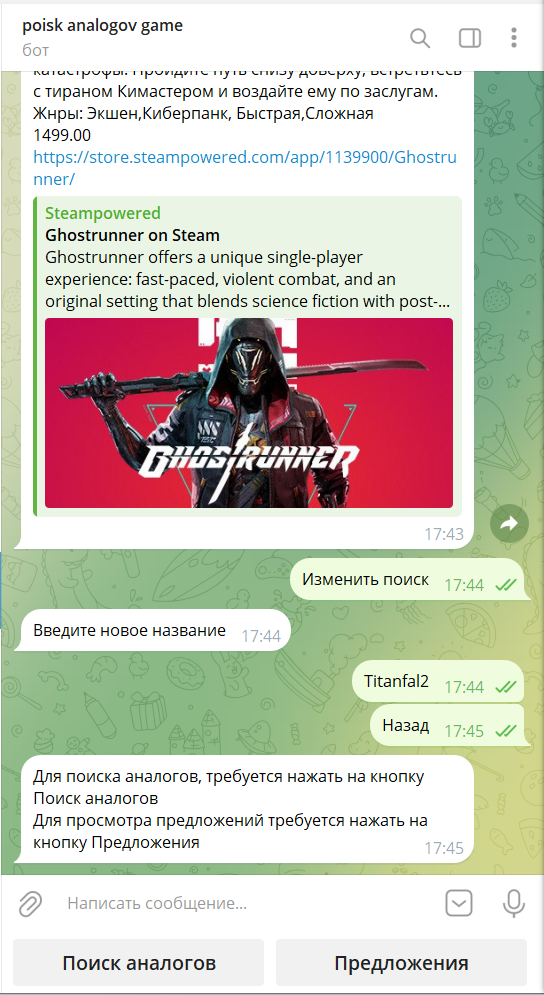 poisk analogov game
бот
катастрофы. Пройдите путь снизу доверху, встретьтесь
с тираном Кимастером и воздайте ему по заслугам.
Жнры: Экшен,Киберпанк, Быстрая,Сложная
1499.00
https://store.steampowered.com/app/1139900/Ghostru
nner/
Steampowered
Ghostrunner on Steam
Ghostrunner offers a unique single-player
experience: fast-paced, violent combat, and an
original setting that blends science fiction with post-...
GHOSTRUNNER
17:43
Изменить поиск 17:44
Введите новое название 17:44
Titanfal2 17:44
Назад 17:45
Для поиска аналогов, требуется нажать на кнопку
Поиск аналогов
Для просмотра предложений требуется нажать на
кнопку Предложения
17:45
Написать сообщение...
Поиск аналогов
Предложения